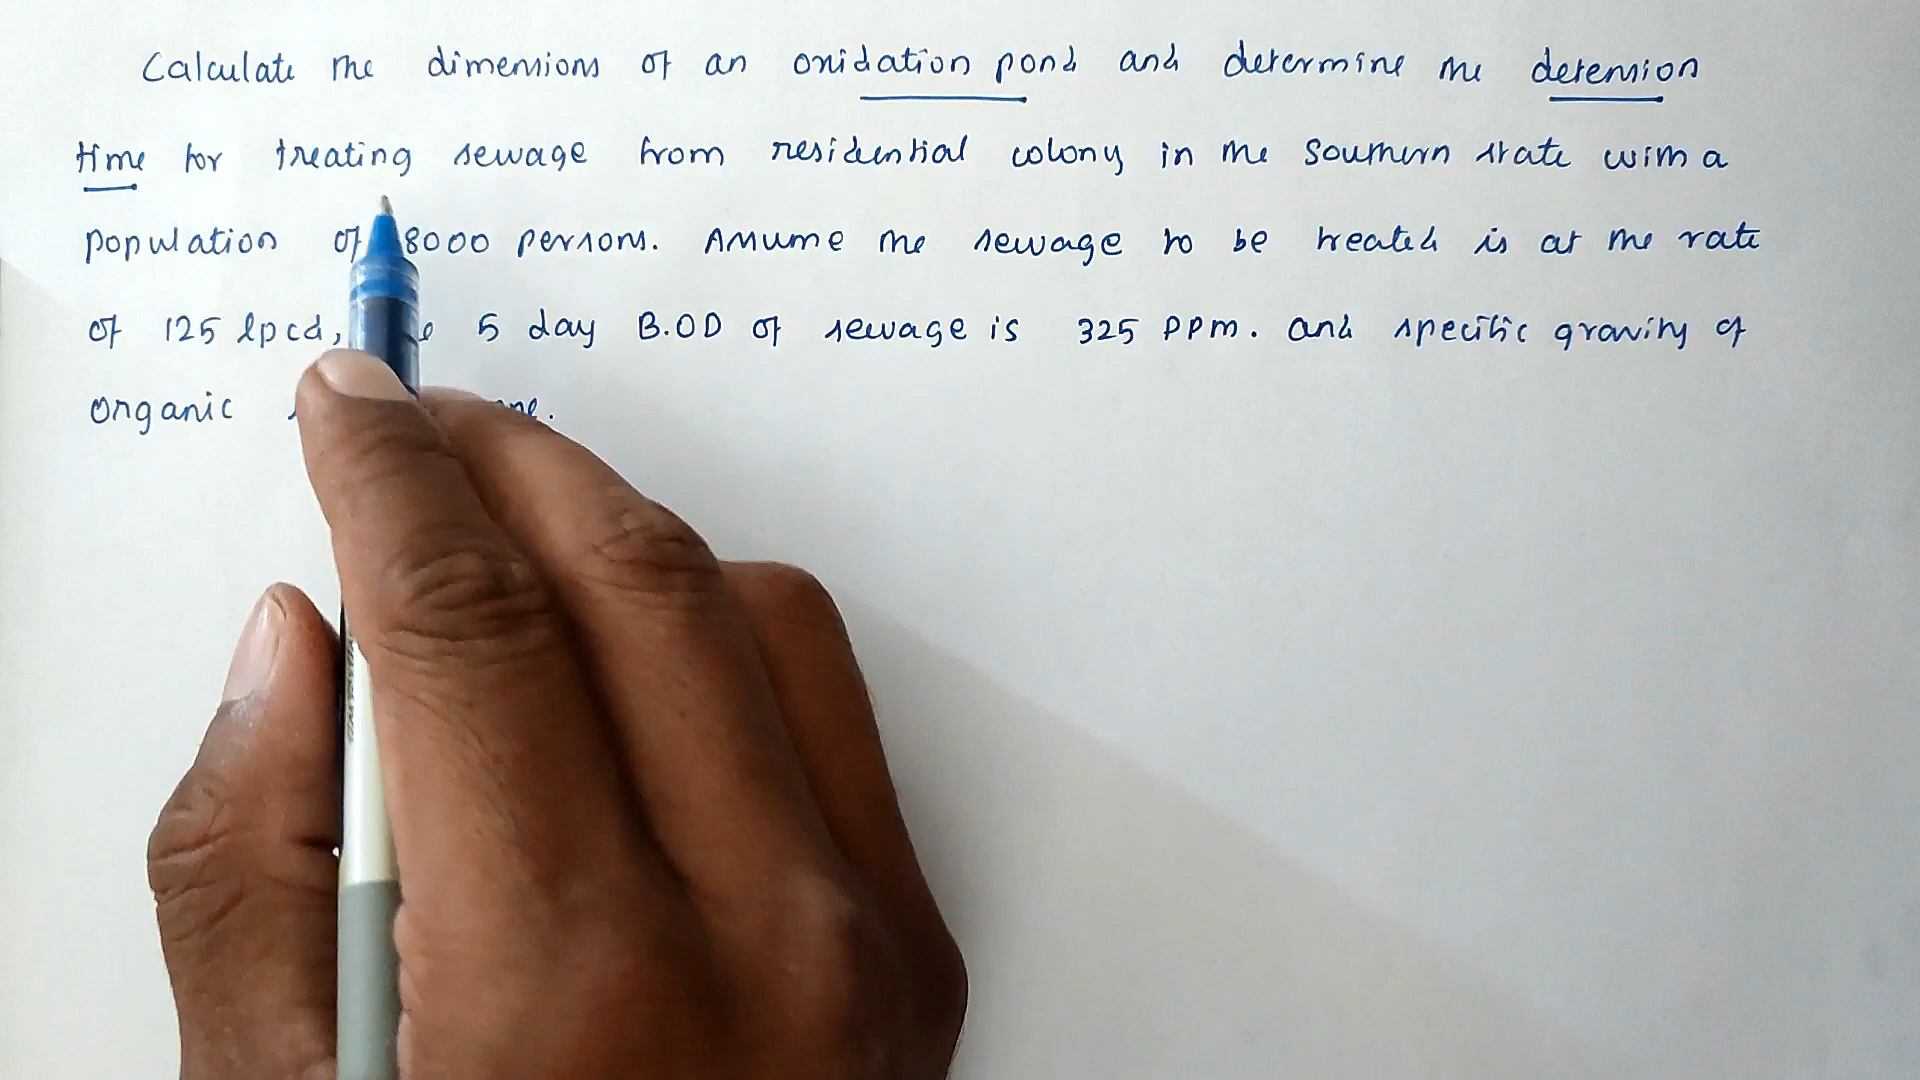 Calculate the dimensions of an oxidation pond and determine the detension
time for treating sewage from residential colony in the southern state with a
population of 8000 persons. Assume the sewage to be treated is at the rate
of 125 lpcd, 5 day B.OD of sewage is 325 PPm. and specific gravity of
organic